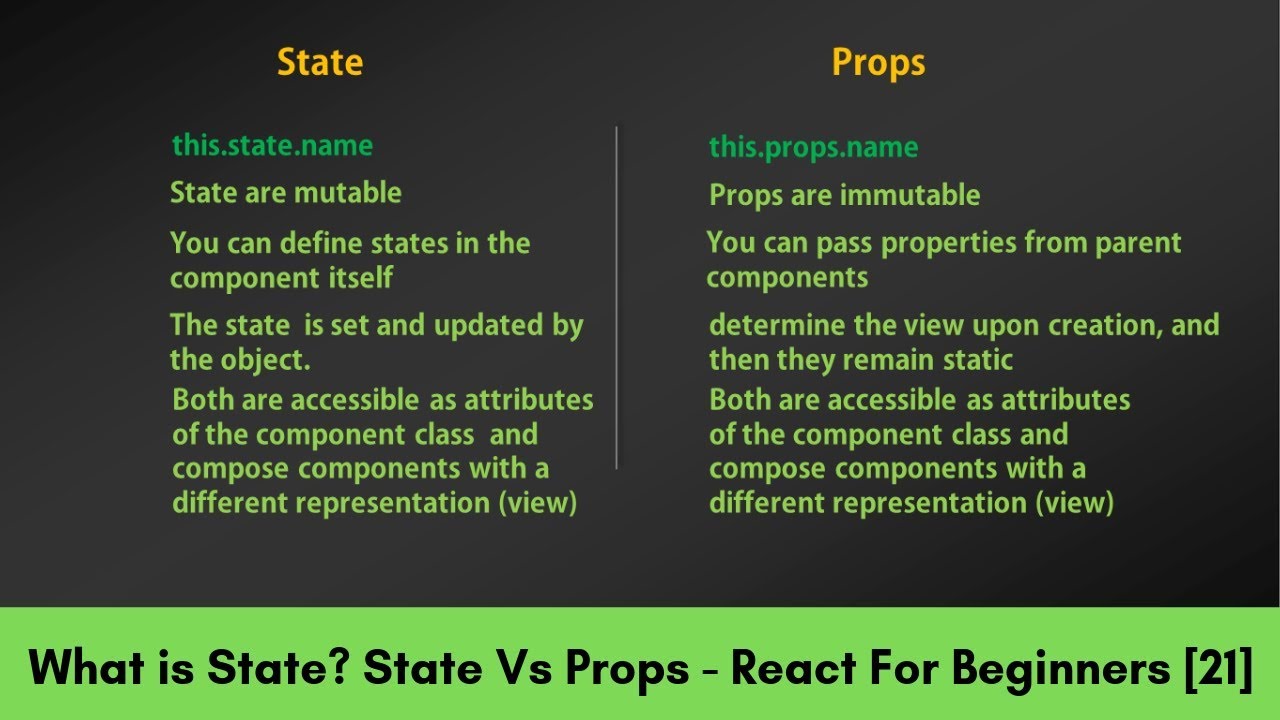 State
this.state.name
State are mutable
You can define states in the
component itself
The state is set and updated by
the object.
Both are accessible as attributes
of the component class and
compose components with a
different representation (view)
Props
this.props.name
Props are immutable
You can pass properties from parent
components
determine the view upon creation, and
then they remain static
Both are accessible as attributes
of the component class and
compose components with a
different representation (view)
What is State? State Vs Props - React For Beginners [21]